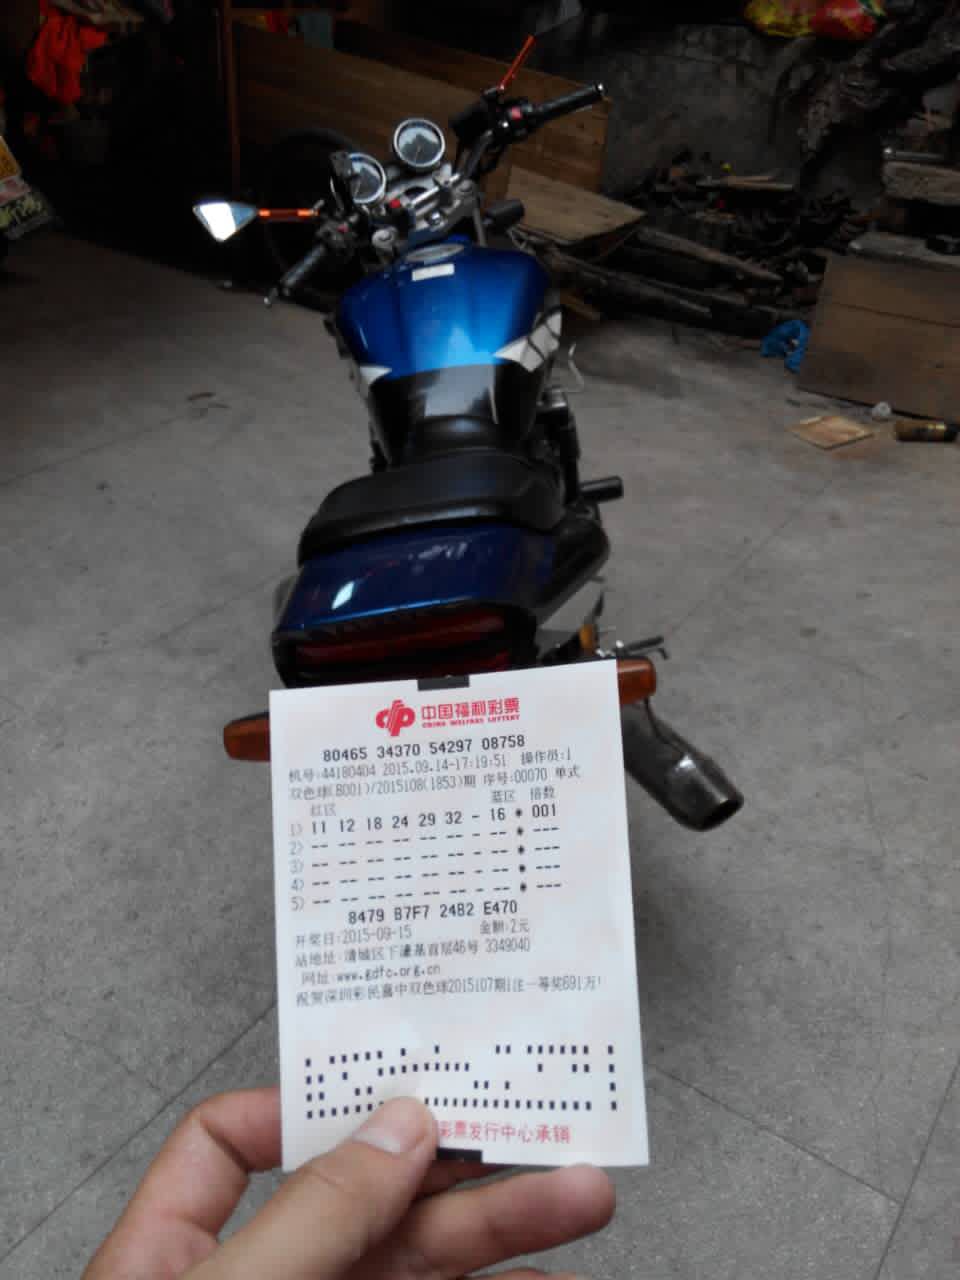 中国福利彩票
CHINA WELFARE LOTTERY
80465 34370 54297 08758
机号:44180404 2015.09.14-17:19:51 操作员:1
双色球(B001)/2015108(1853)期 序号:00070 单式
红区 蓝区 倍数
1) 11 12 18 24 29 32 - 16 * 001
2) -- -- -- -- -- -- - -- * ---
3) -- -- -- -- -- -- - -- * ---
4) -- -- -- -- -- -- - -- * ---
5) -- -- -- -- -- -- - -- * ---
8479 B7F7 24B2 E470
开奖日:2015-09-15 金额:2元
站地址:清城区下濠基首层46号 3349040
网址:www.gdfc.org.cn
祝贺深圳彩民喜中双色球2015107期1注一等奖691万!
彩票发行中心承销